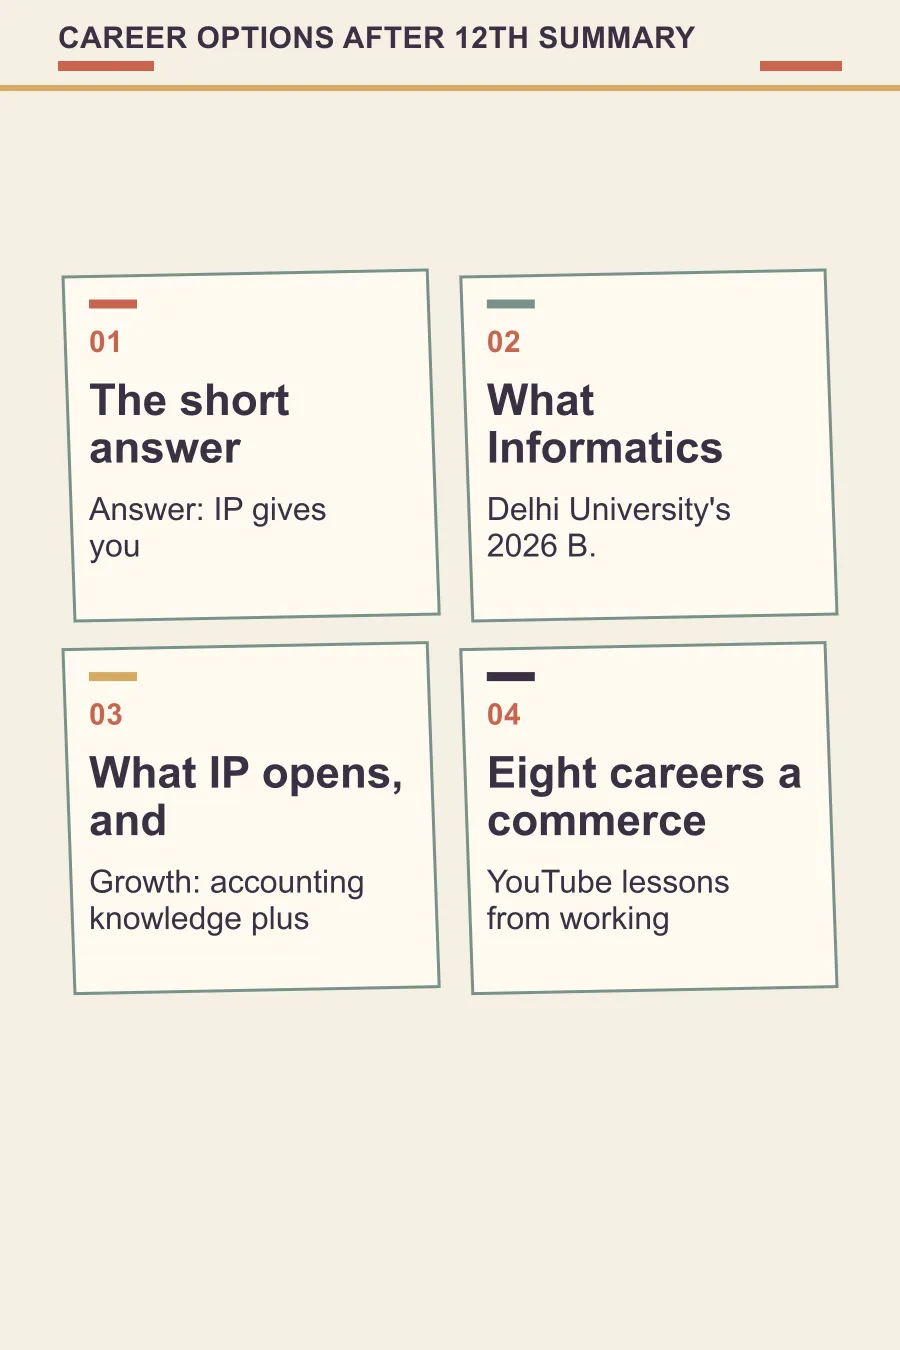 CAREER OPTIONS AFTER 12TH SUMMARY
01
The short
answer
Answer: IP gives
you
02
What
Informatics
Delhi University's
2026 B.
03
What IP opens,
and
Growth: accounting
knowledge plus
04
Eight careers a
commerce
YouTube lessons
from working